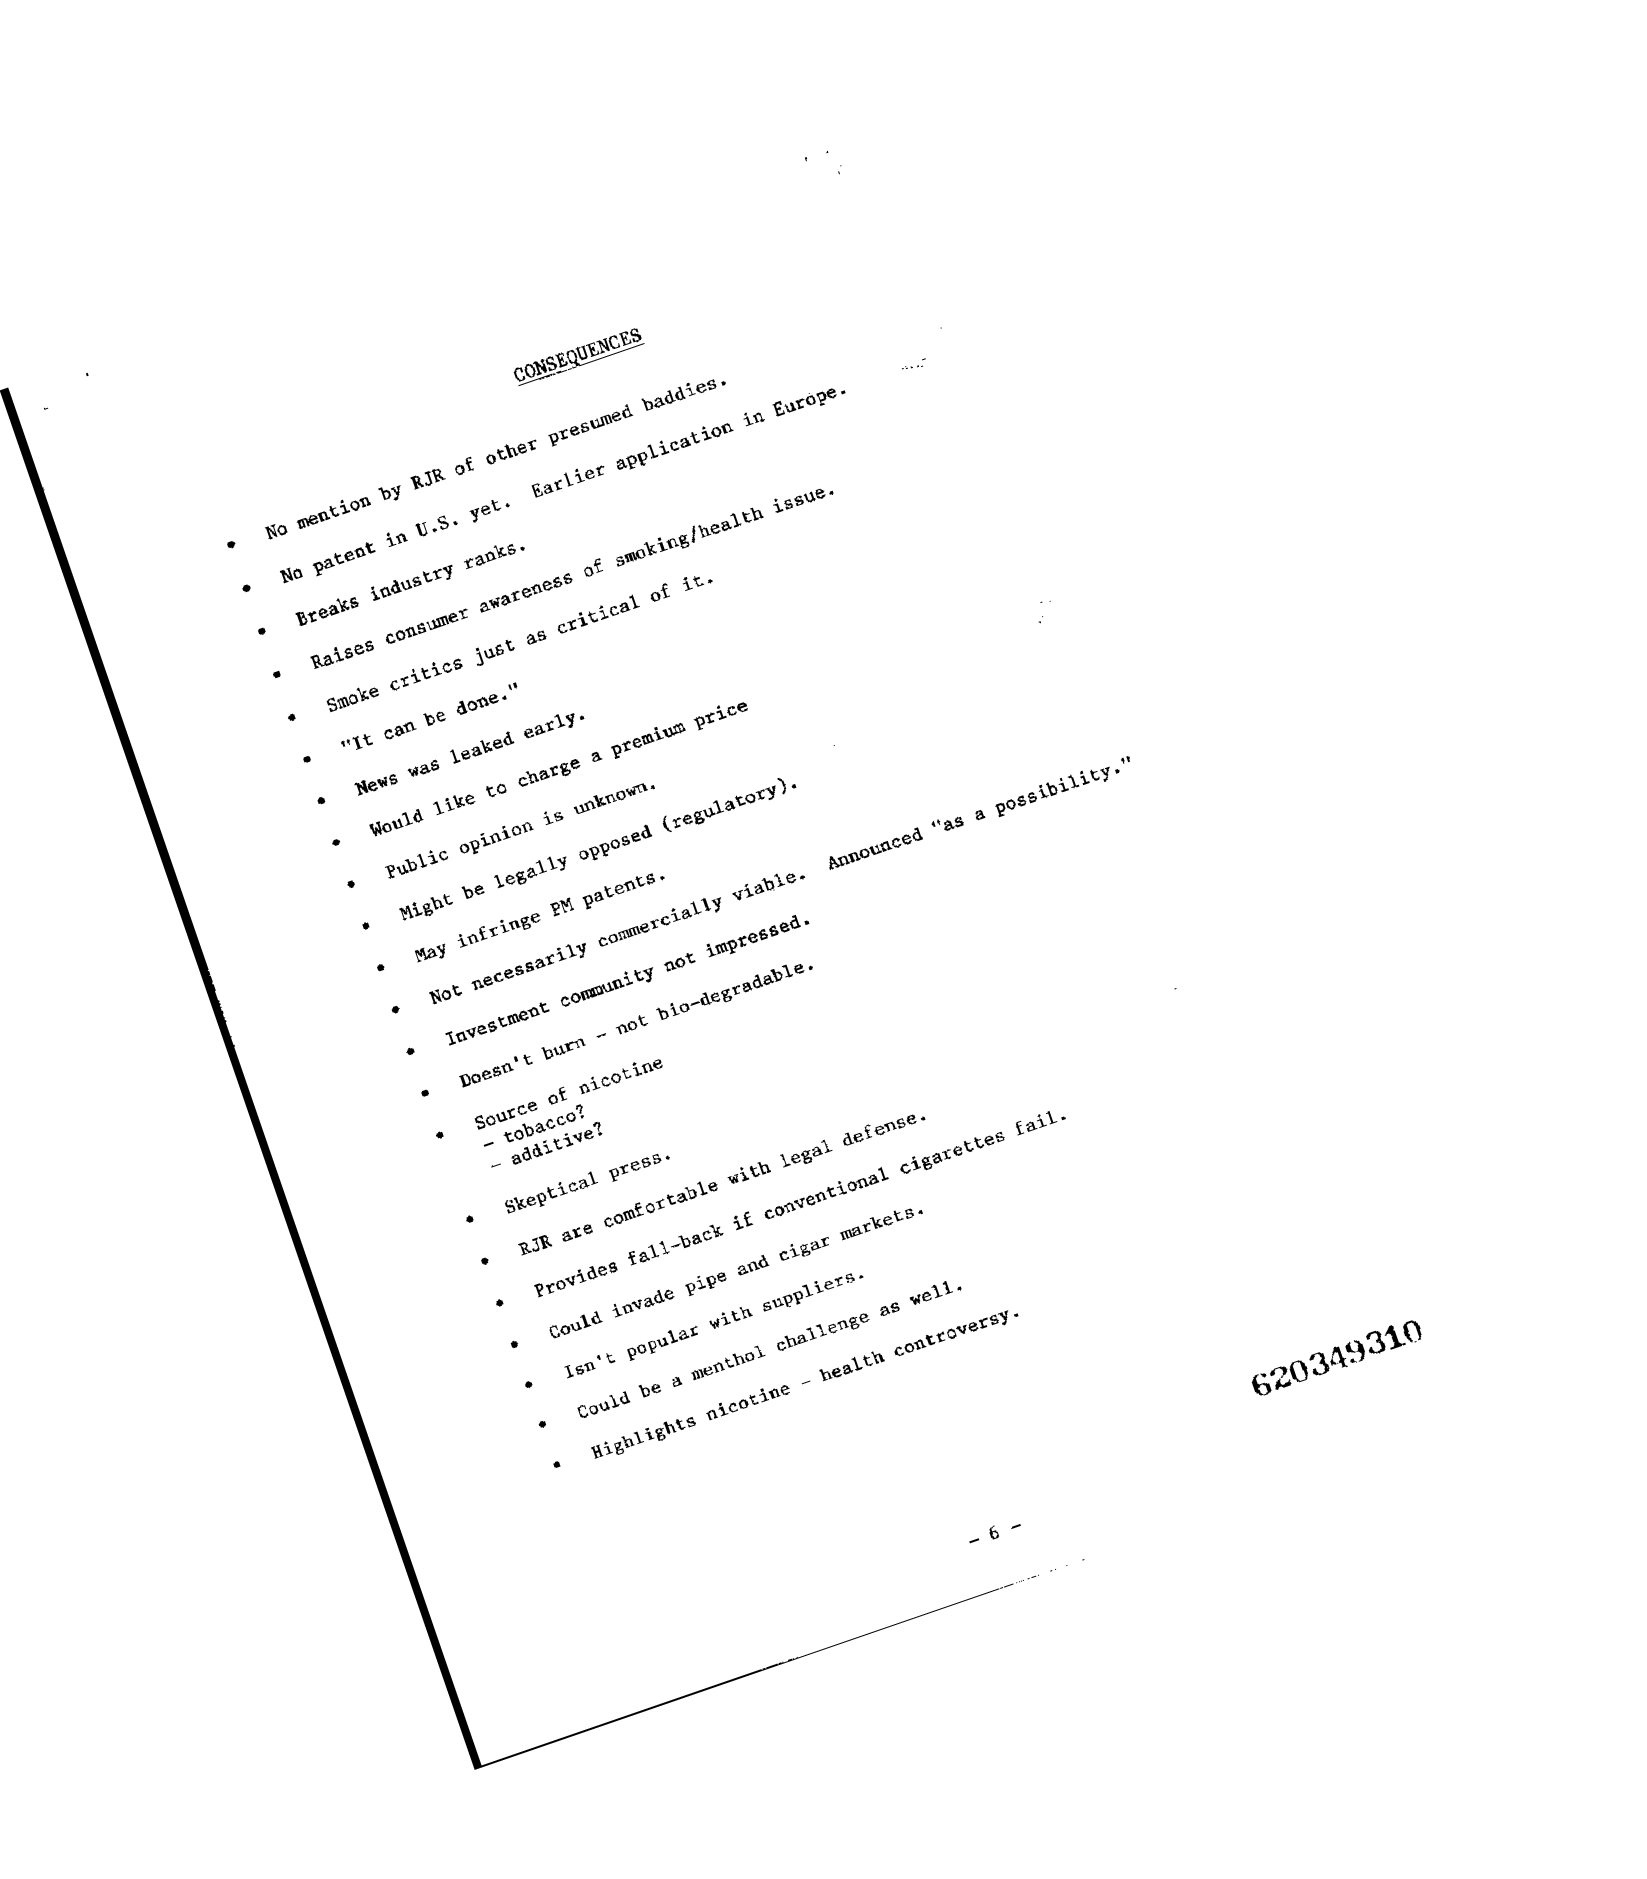 CONSEQUENCES
• No mention by RJR of other presumed baddies.
• No patent in U.S. yet. Earlier application in Europe.
• Breaks industry ranks.
• Raises consumer awareness of smoking/health issue.
• Smoke critics just as critical of it.
• "It can be done."
• News was leaked early.
• Would like to charge a premium price
• Public opinion is unknown.
• Might be legally opposed (regulatory).
• May infringe PM patents.
• Not necessarily commercially viable. Announced "as a possibility."
• Investment community not impressed.
• Doesn't burn - not bio-degradable.
• Source of nicotine
- tobacco?
- additive?
• Skeptical press.
• RJR are comfortable with legal defense.
• Provides fall-back if conventional cigarettes fail.
• Could invade pipe and cigar markets.
• Isn't popular with suppliers.
• Could be a menthol challenge as well.
• Highlights nicotine - health controversy.
620349310
- 6 -